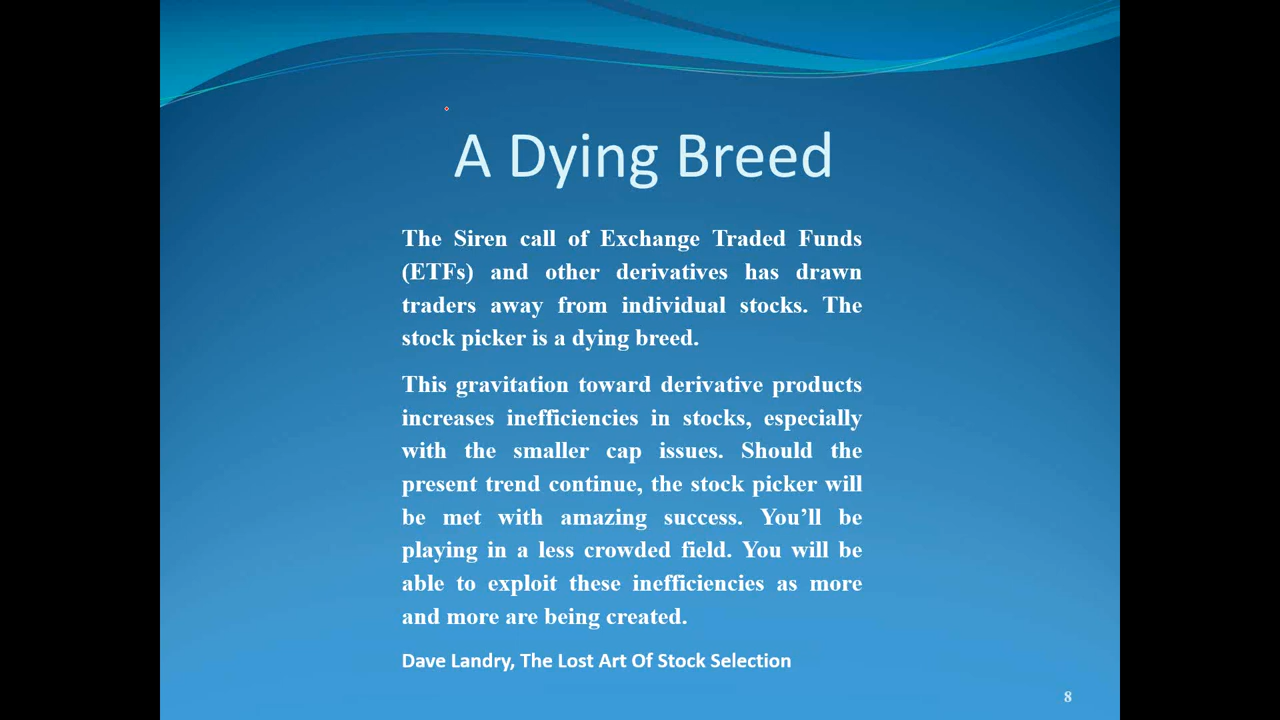 A Dying Breed
The Siren call of Exchange Traded Funds
(ETFs) and other derivatives has drawn
traders away from individual stocks. The
stock picker is a dying breed.
This gravitation toward derivative products
increases inefficiencies in stocks, especially
with the smaller cap issues. Should the
present trend continue, the stock picker will
be met with amazing success. You’ll be
playing in a less crowded field. You will be
able to exploit these inefficiencies as more
and more are being created.
Dave Landry, The Lost Art Of Stock Selection
8